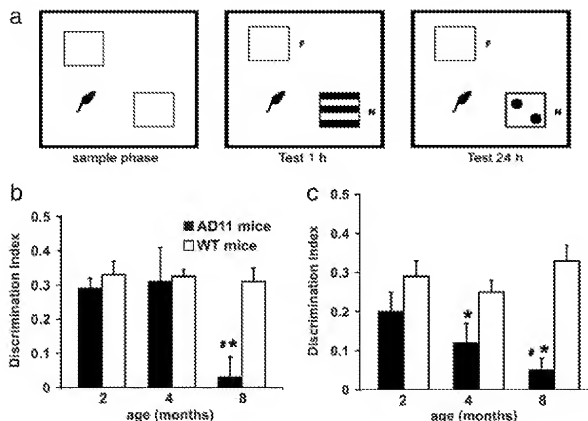 a
F
F
N
N
sample phase
Test 1 h
Test 24 h
b
c
0.5
0.4
0.3
0.2
0.1
0
Discrimination Index
AD11 mice
WT mice
#*
2
4
8
age (months)
0.5
0.4
0.3
0.2
0.1
0
Discrimination Index
*
# *
2
4
8
age (months)